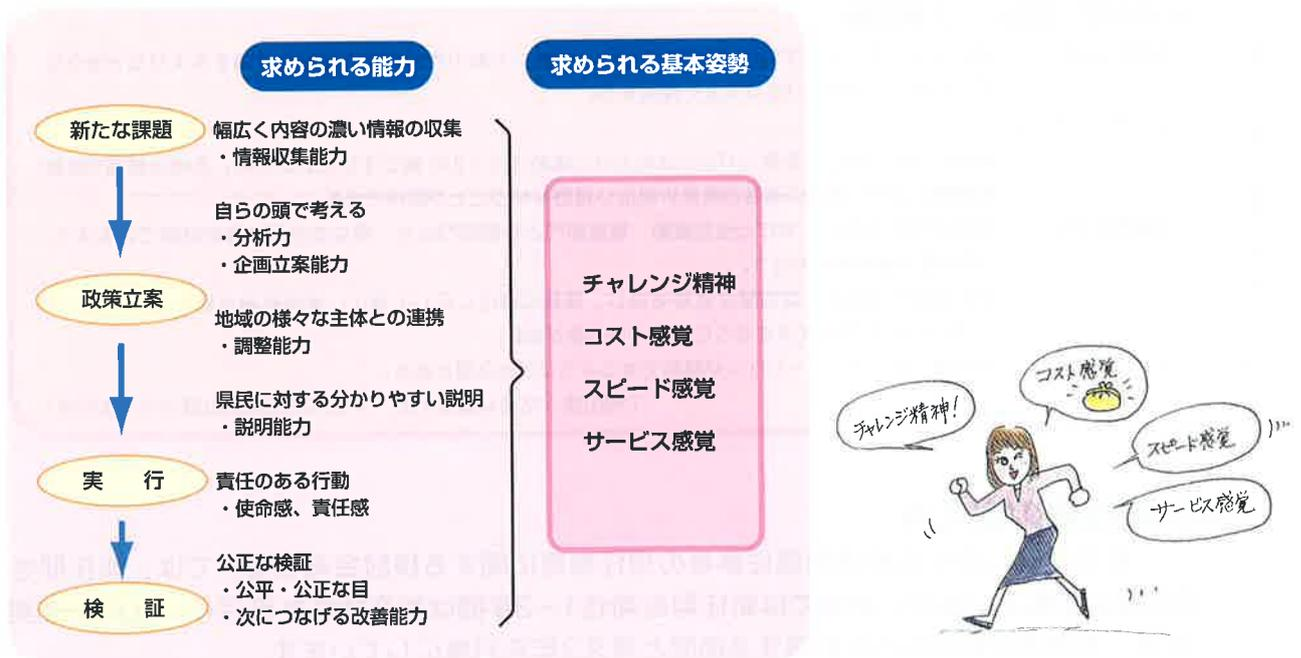 求められる能力
求められる基本姿勢
新たな課題
幅広く内容の濃い情報の収集
・情報収集能力
自らの頭で考える
・分析力
・企画立案能力
政策立案
地域の様々な主体との連携
・調整能力
県民に対する分かりやすい説明
・説明能力
実　行
責任のある行動
・使命感、責任感
公正な検証
・公平・公正な目
・次につなげる改善能力
検　証
チャレンジ精神
コスト感覚
スピード感覚
サービス感覚
コスト感覚
チャレンジ精神!
スピード感覚
サービス感覚